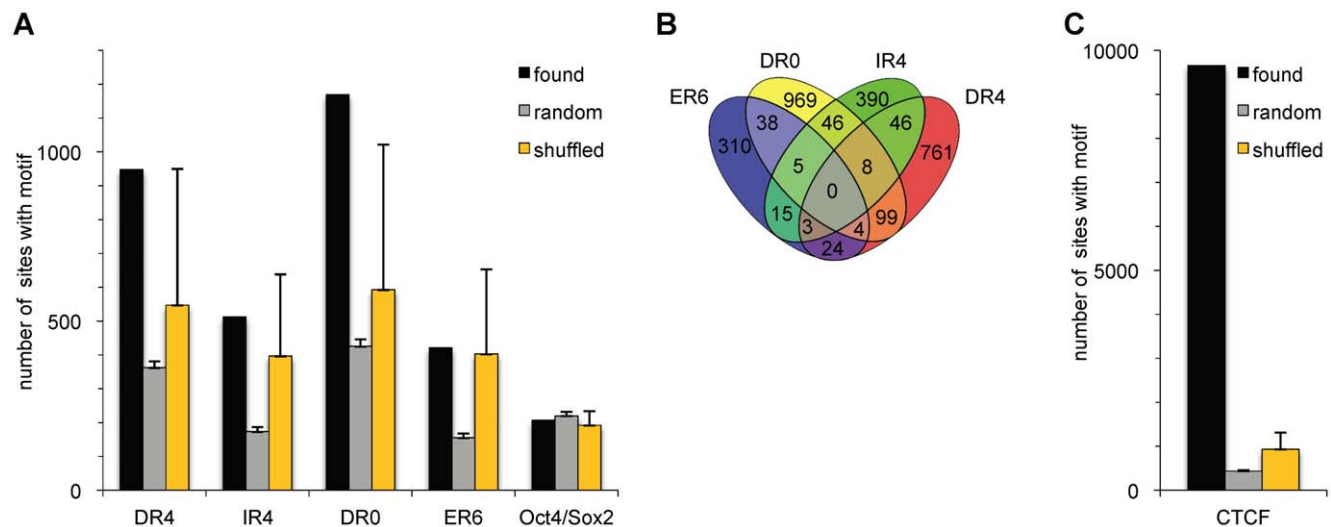 A
number of sites with motif
1000
500
0
found
random
shuffled
DR4 IR4 DR0 ER6 Oct4/Sox2
B
DR0 IR4
ER6 DR4
969 390
38 46 46
310 761
5 8
0
15 99
3 4
24
C
number of sites with motif
10000
5000
0
found
random
shuffled
CTCF